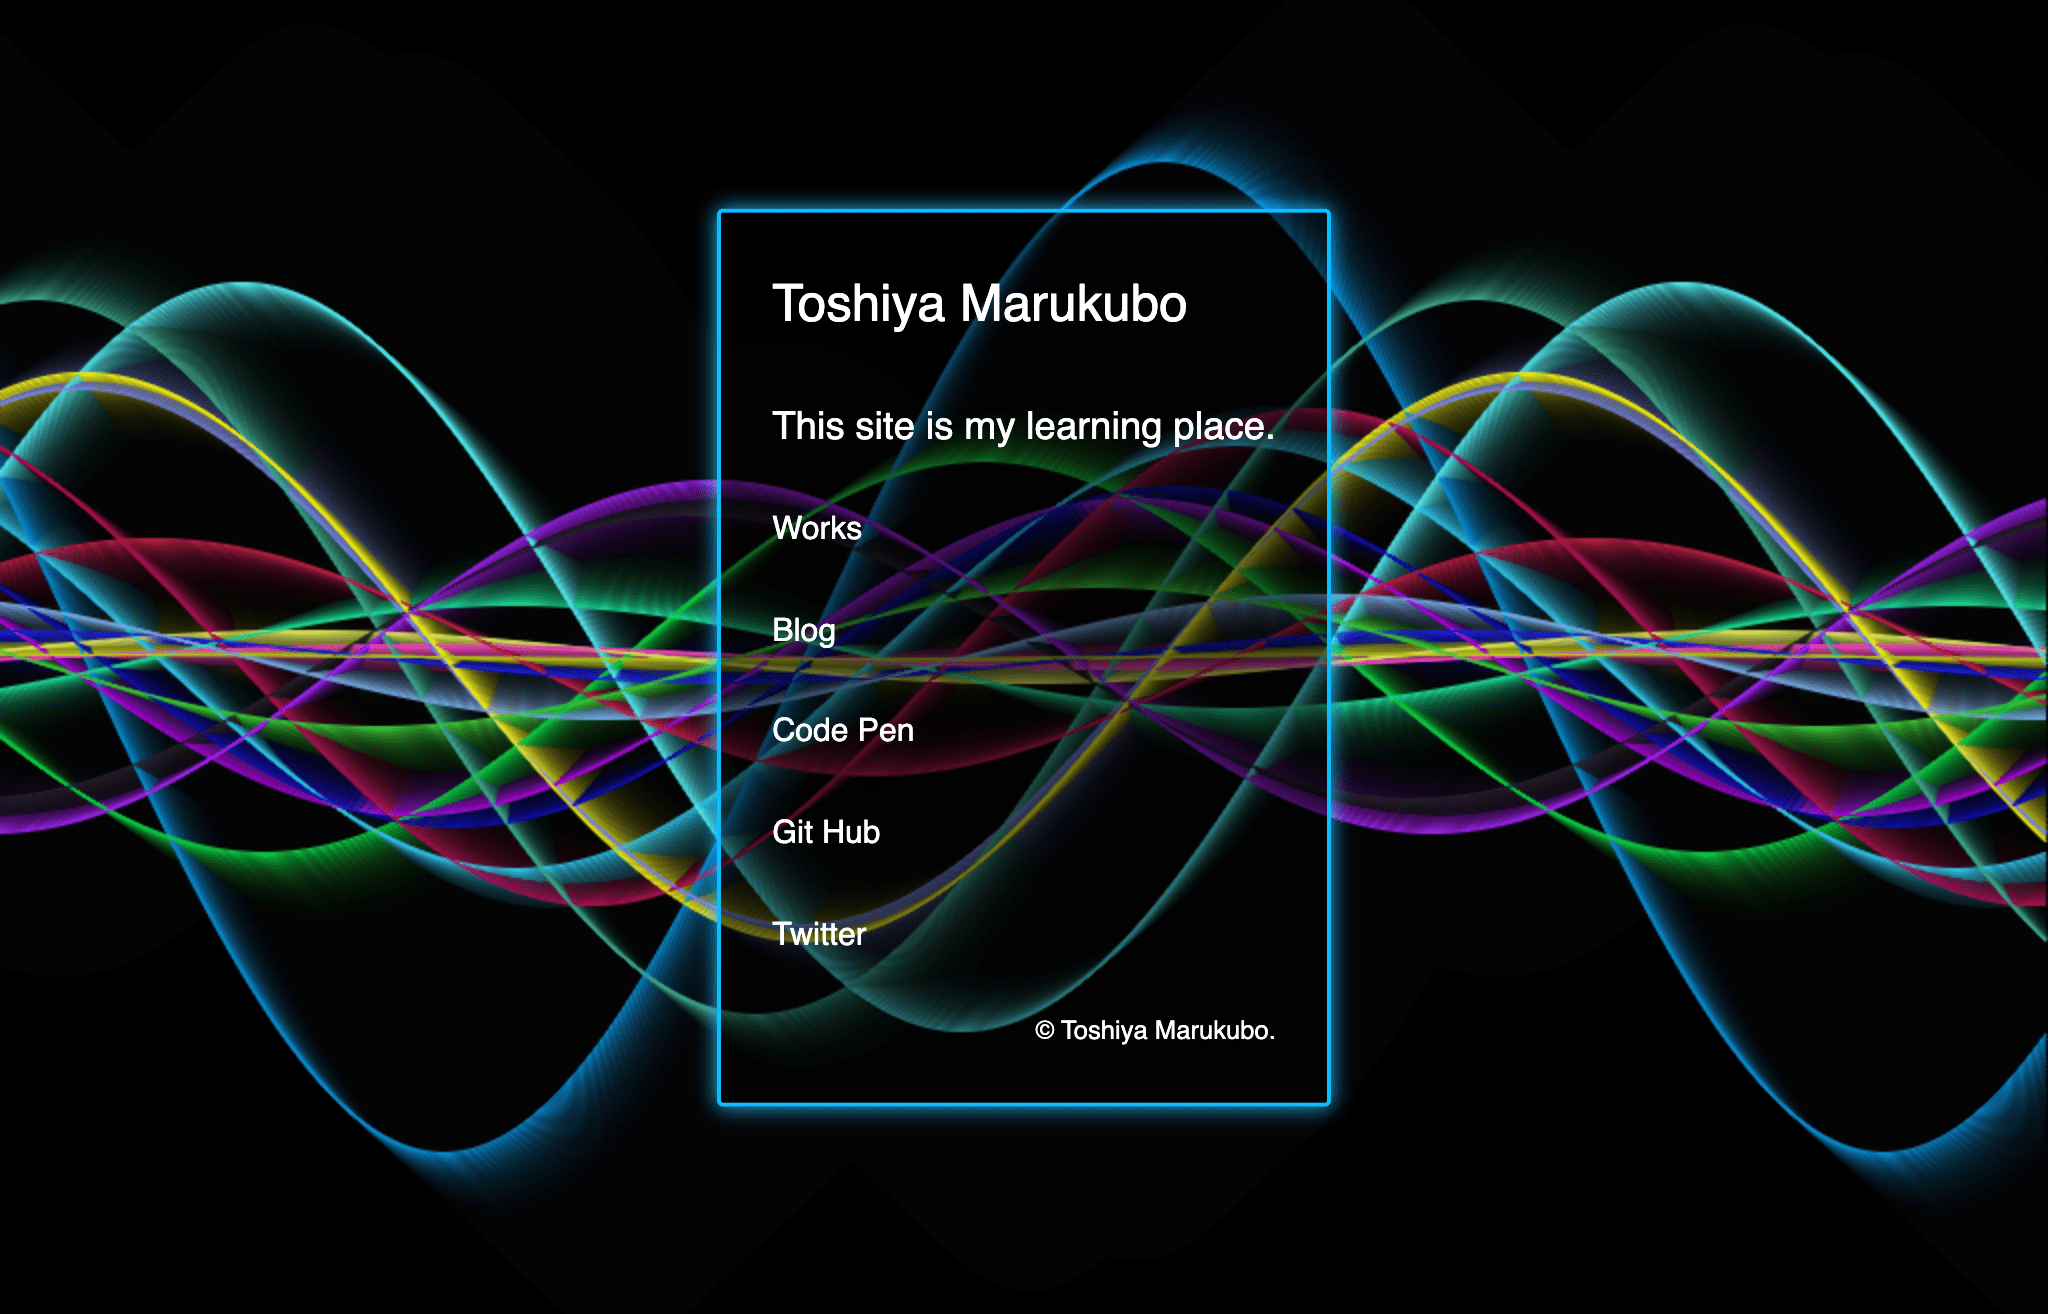 Toshiya Marukubo
This site is my learning place.
Works
Blog
Code Pen
Git Hub
Twitter
© Toshiya Marukubo.